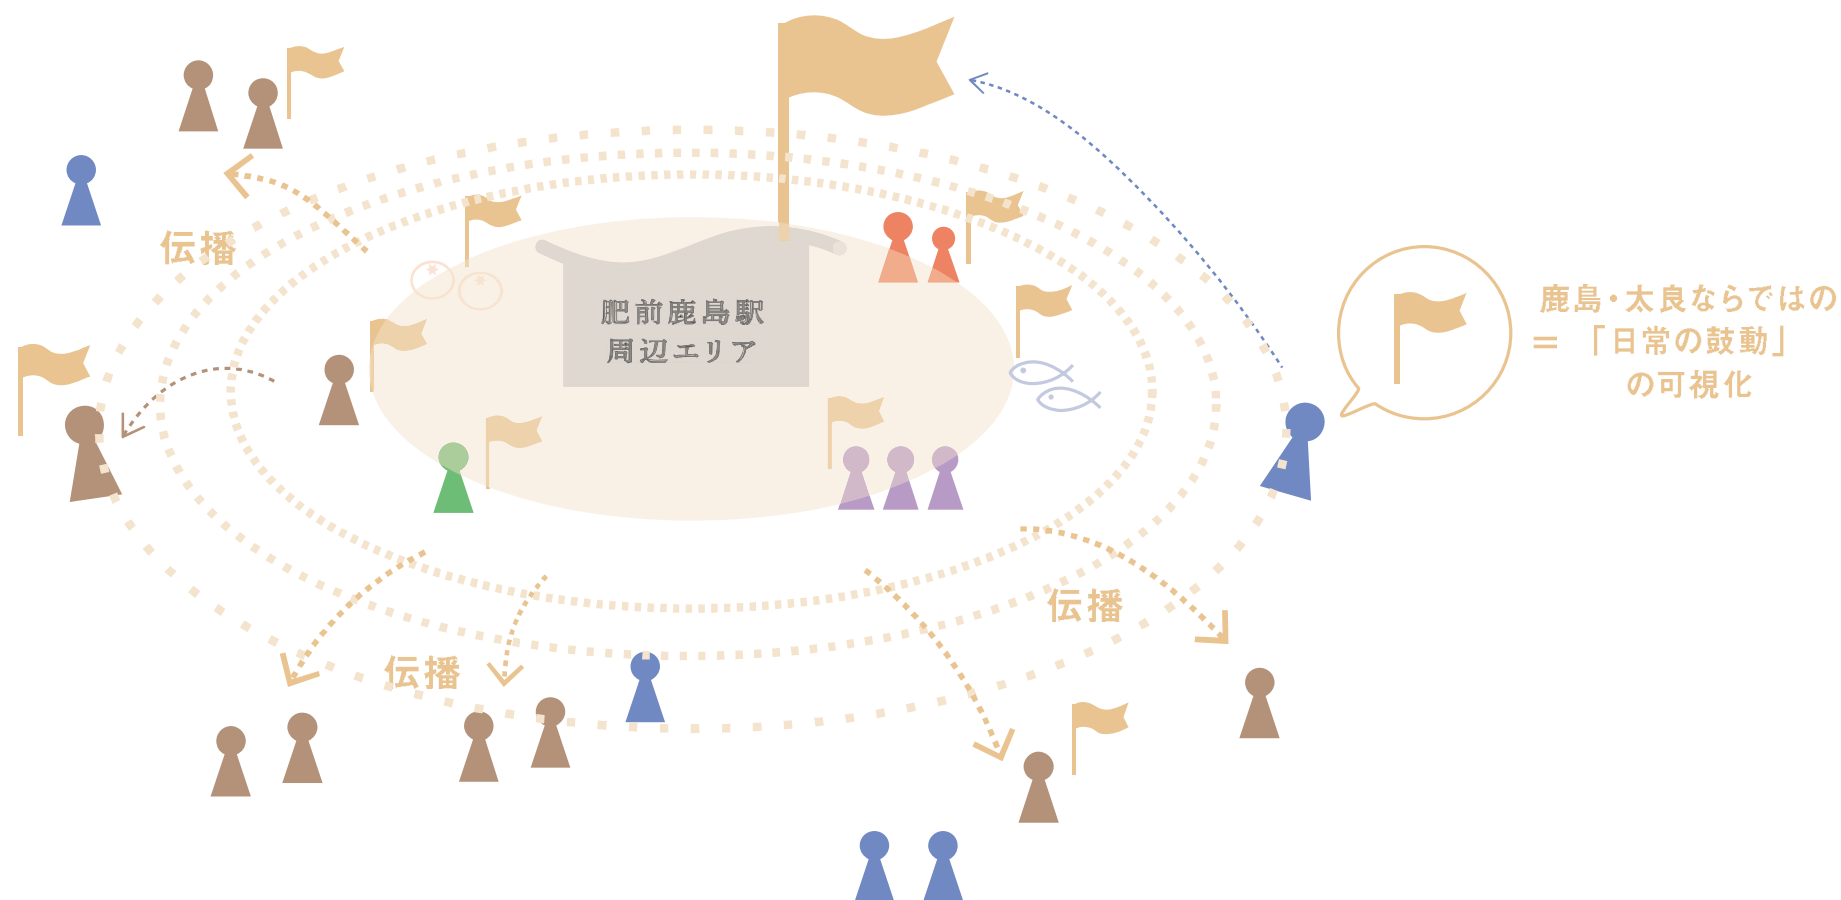 伝播
肥前鹿島駅
周辺エリア
鹿島・太良ならではの
= 「日常の鼓動」
の可視化
伝播
伝播